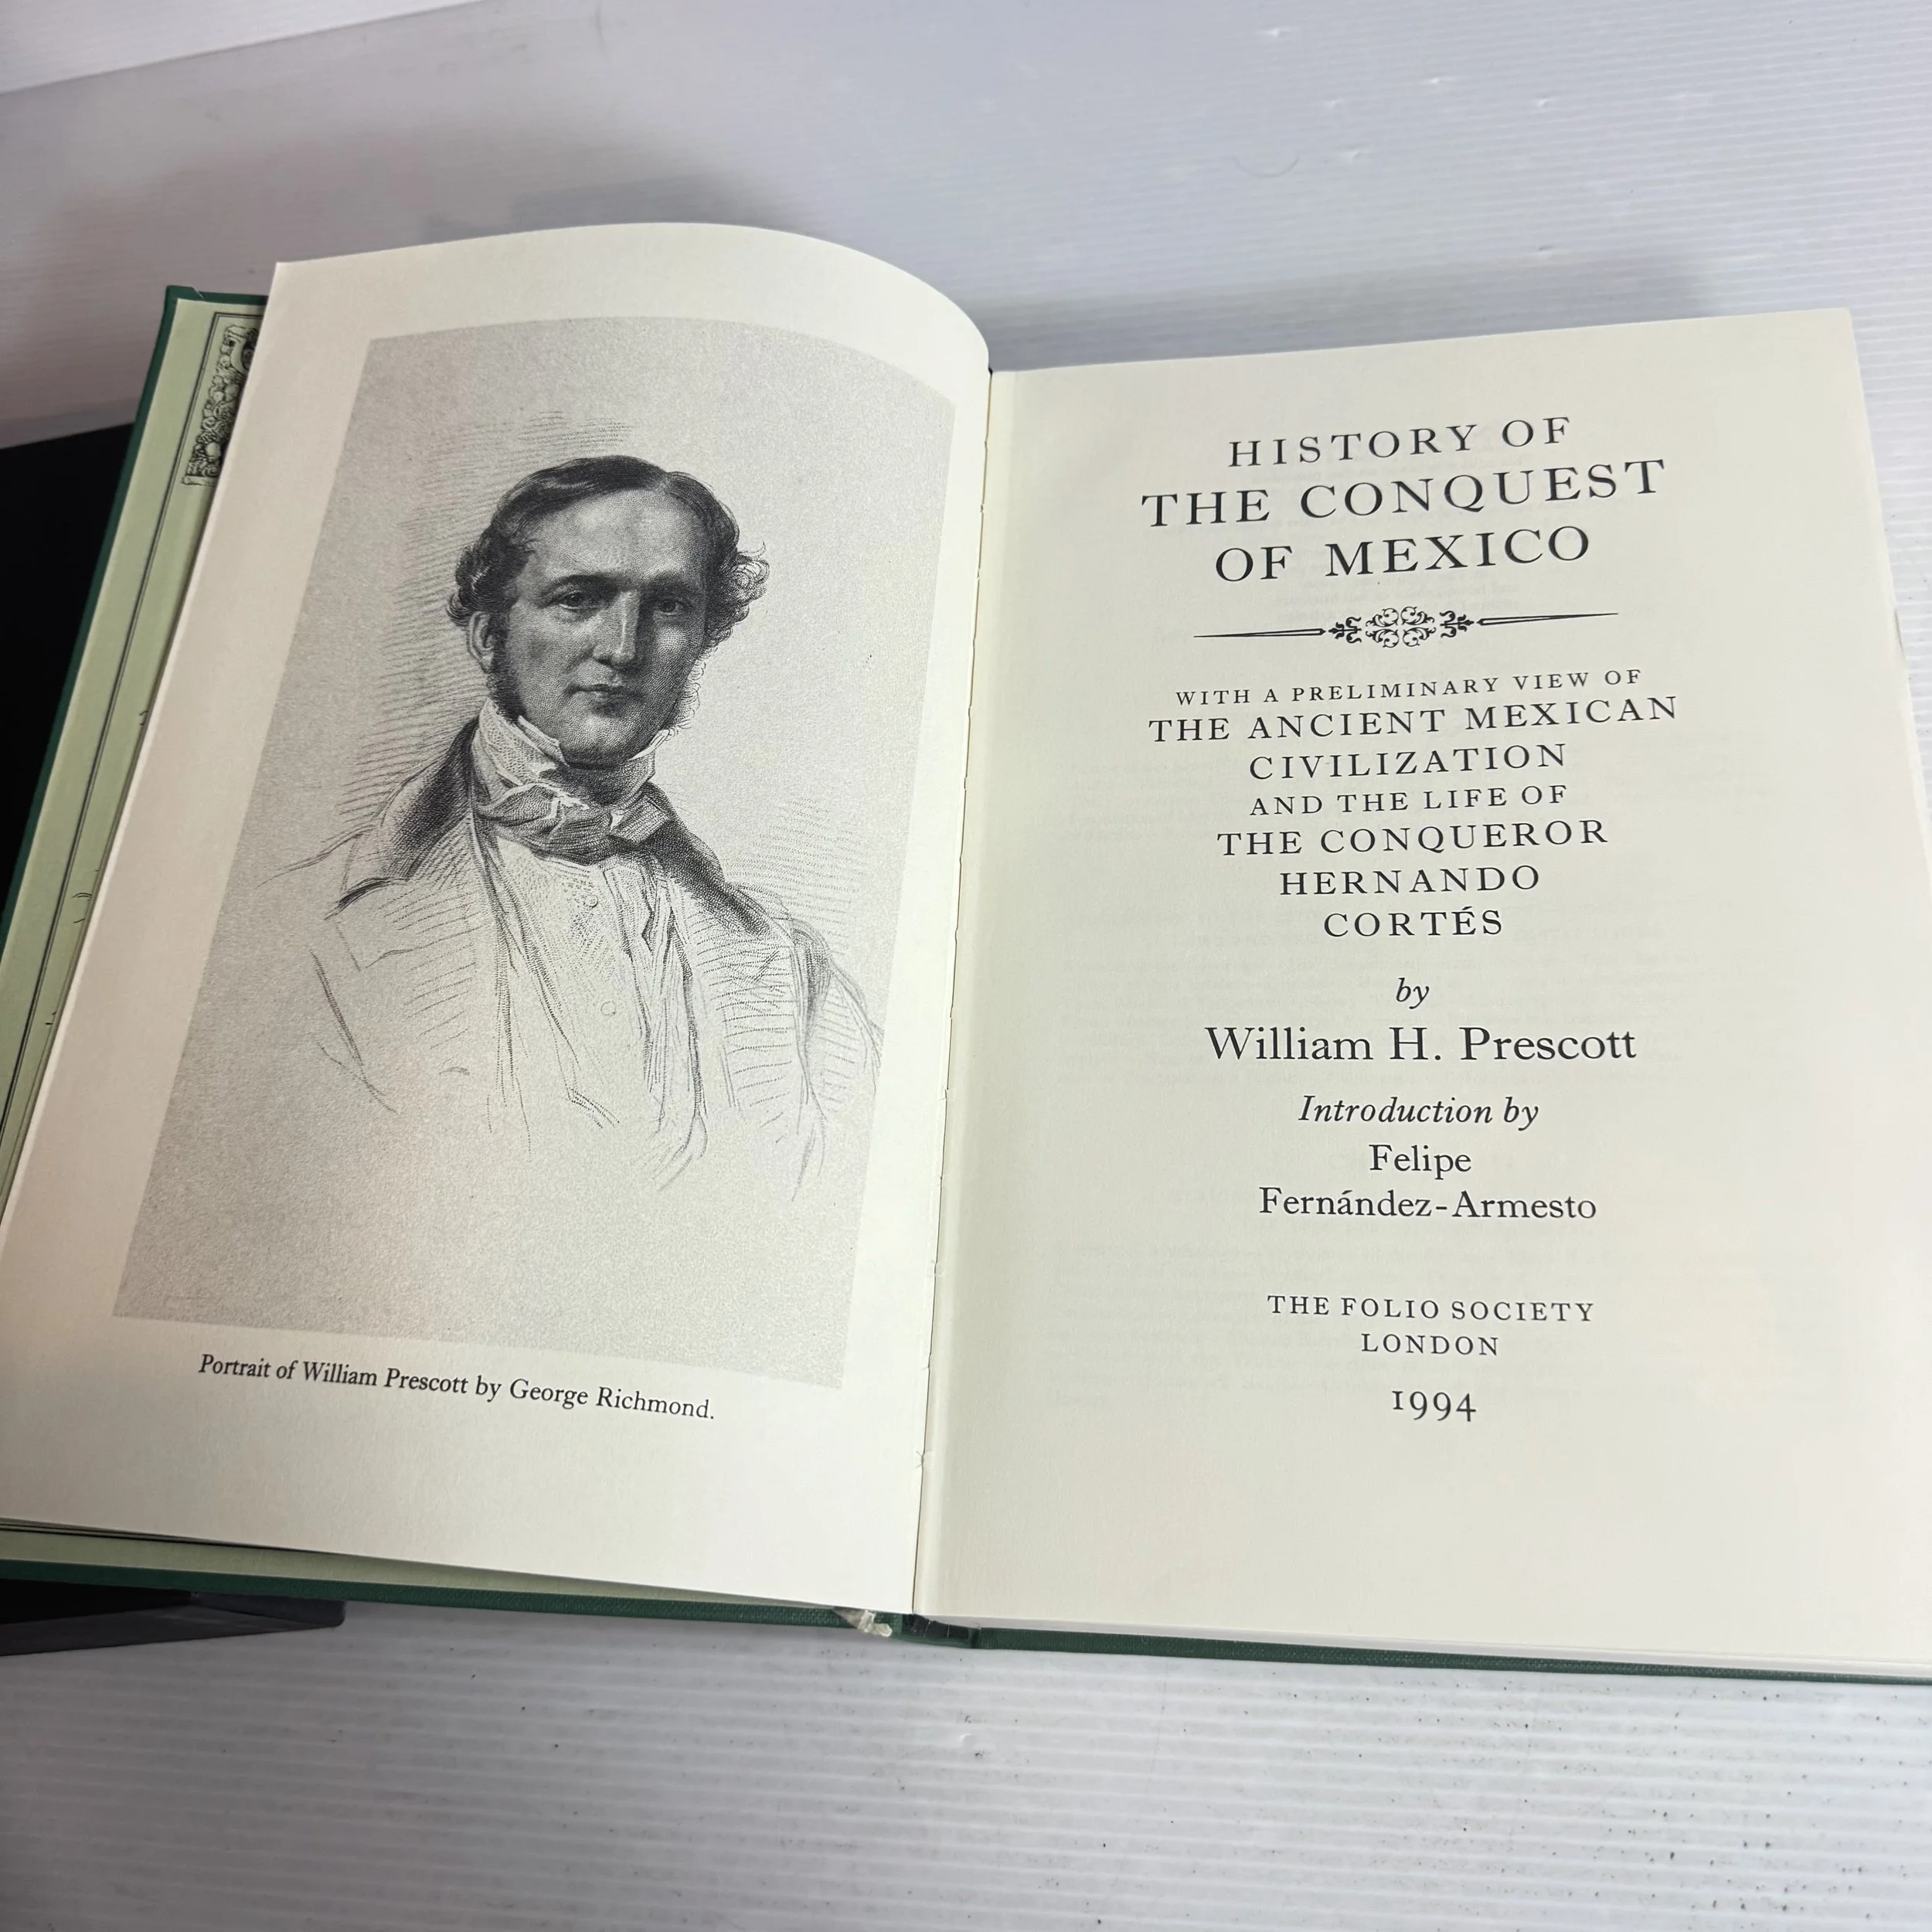 Portrait of William Prescott by George Richmond.
HISTORY OF
THE CONQUEST
OF MEXICO
WITH A PRELIMINARY VIEW OF
THE ANCIENT MEXICAN
CIVILIZATION
AND THE LIFE OF
THE CONQUEROR
HERNANDO
CORTÉS
by
William H. Prescott
Introduction by
Felipe
Fernández-Armesto
THE FOLIO SOCIETY
LONDON
1994